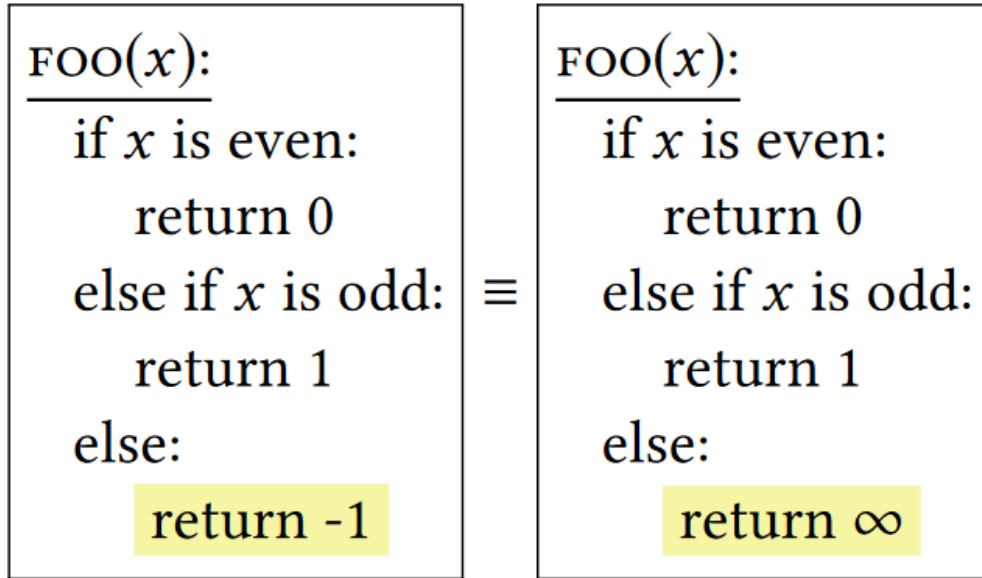 FOO(x):
if x is even:
return 0
else if x is odd:
return 1
else:
return -1
≡
FOO(x):
if x is even:
return 0
else if x is odd:
return 1
else:
return ∞